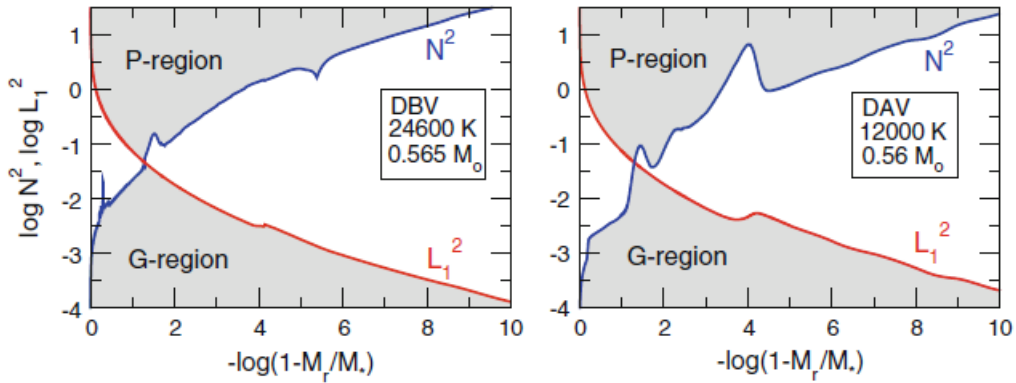 log N², log L₁²
1
0
-1
-2
-3
-4
P-region
N²
DBV
24600 K
0.565 Mₒ
G-region
L₁²
0 2 4 6 8 10
-log(1-Mᵣ/M*)
1
0
-1
-2
-3
-4
P-region
N²
DAV
12000 K
0.56 Mₒ
G-region
L₁²
0 2 4 6 8 10
-log(1-Mᵣ/M*)